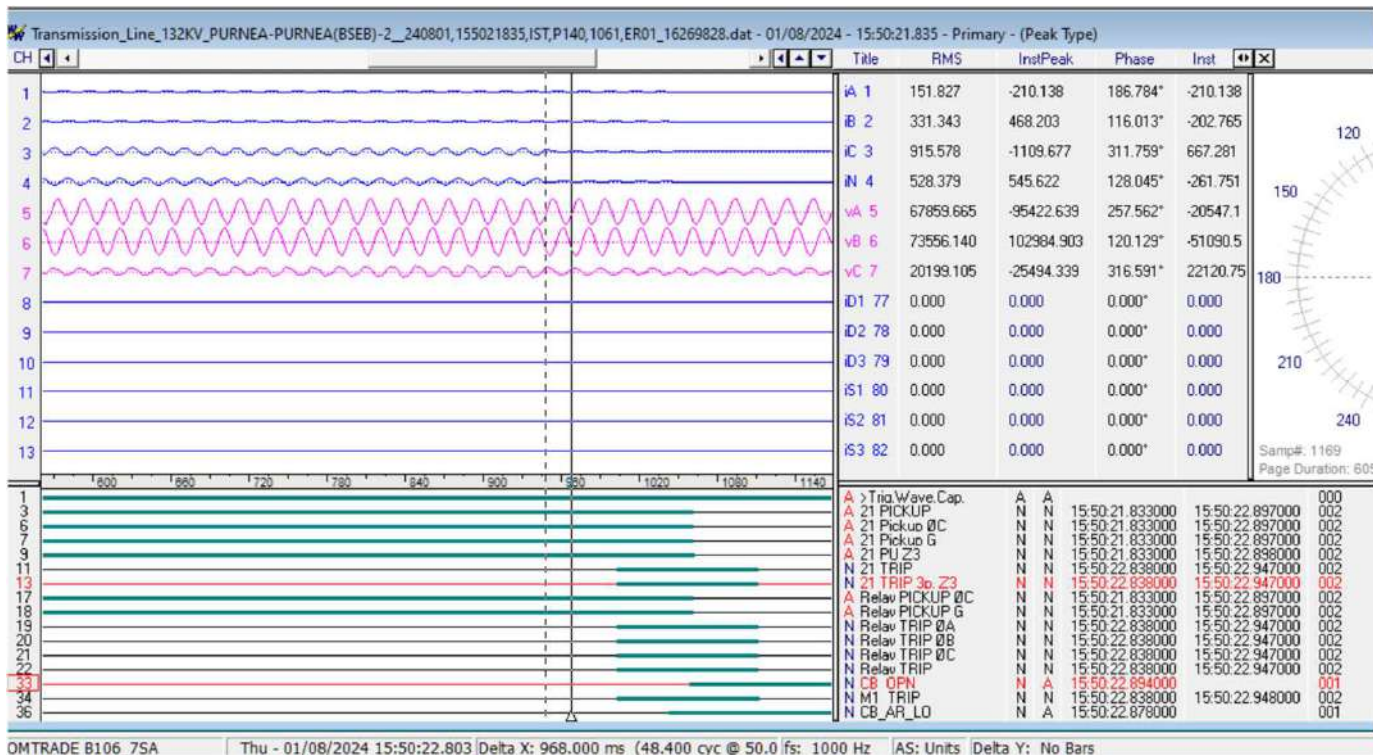 Transmission_Line_132KV_PURNEA-PURNEA(BSEB)-2__240801,155021835,IST,P140,1061,ER01_16269828.dat - 01/08/2024 - 15:50:21.835 - Primary - (Peak Type)
CH Title RMS InstPeak Phase Inst
1 iA 1 151.827 -210.138 186.784° -210.138
2 iB 2 331.343 468.203 116.013° -202.765
3 iC 3 915.578 -1109.677 311.759° 667.281
4 iN 4 528.379 545.622 128.045° -261.751
5 vA 5 67859.665 -95422.639 257.562° -20547.1
6 vB 6 73556.140 102984.903 120.129° -51090.5
7 vC 7 20199.105 -25494.339 316.591° 22120.75
8 iD1 77 0.000 0.000 0.000° 0.000
9 iD2 78 0.000 0.000 0.000° 0.000
10 iD3 79 0.000 0.000 0.000° 0.000
11 iS1 80 0.000 0.000 0.000° 0.000
12 iS2 81 0.000 0.000 0.000° 0.000
13 iS3 82 0.000 0.000 0.000° 0.000
120
150
180
210
240
Samp#: 1169
Page Duration: 605
600 660 720 780 840 900 960 1020 1080 1140
1 A >Trig.Wave.Cap. A A 000
3 A 21 PICKUP N N 15:50:21.833000 15:50:22.897000 002
6 A 21 Pickup ØC N N 15:50:21.833000 15:50:22.897000 002
7 A 21 Pickup G N N 15:50:21.833000 15:50:22.897000 002
9 A 21 PU Z3 N N 15:50:21.833000 15:50:22.898000 002
11 N 21 TRIP N N 15:50:22.838000 15:50:22.947000 002
13 N 21 TRIP 3p. Z3 N N 15:50:22.838000 15:50:22.947000 002
17 A Relay PICKUP ØC N N 15:50:21.833000 15:50:22.897000 002
18 A Relay PICKUP G N N 15:50:21.833000 15:50:22.897000 002
19 N Relay TRIP ØA N N 15:50:22.838000 15:50:22.947000 002
20 N Relay TRIP ØB N N 15:50:22.838000 15:50:22.947000 002
21 N Relay TRIP ØC N N 15:50:22.838000 15:50:22.947000 002
22 N Relay TRIP N N 15:50:22.838000 15:50:22.947000 002
33 N CB_OPN N A 15:50:22.894000 001
34 N M1_TRIP N N 15:50:22.838000 15:50:22.948000 002
36 N CB_AR_LO N A 15:50:22.878000 001
OMTRADE B106 7SA Thu - 01/08/2024 15:50:22.803 Delta X: 968.000 ms (48.400 cyc @ 50.0 fs: 1000 Hz AS: Units Delta Y: No Bars